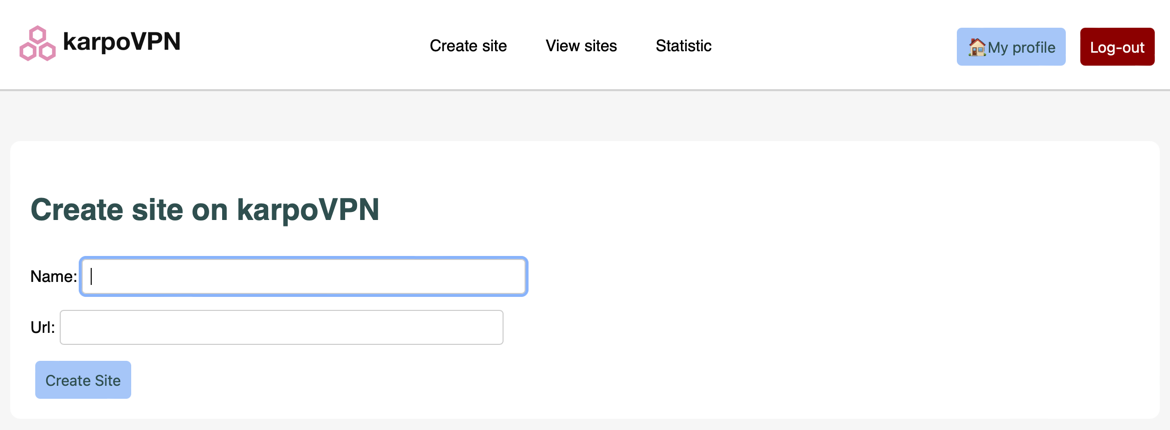 karpoVPN
Create site View sites Statistic
🏠My profile Log-out
Create site on karpoVPN
Name:
Url:
Create Site